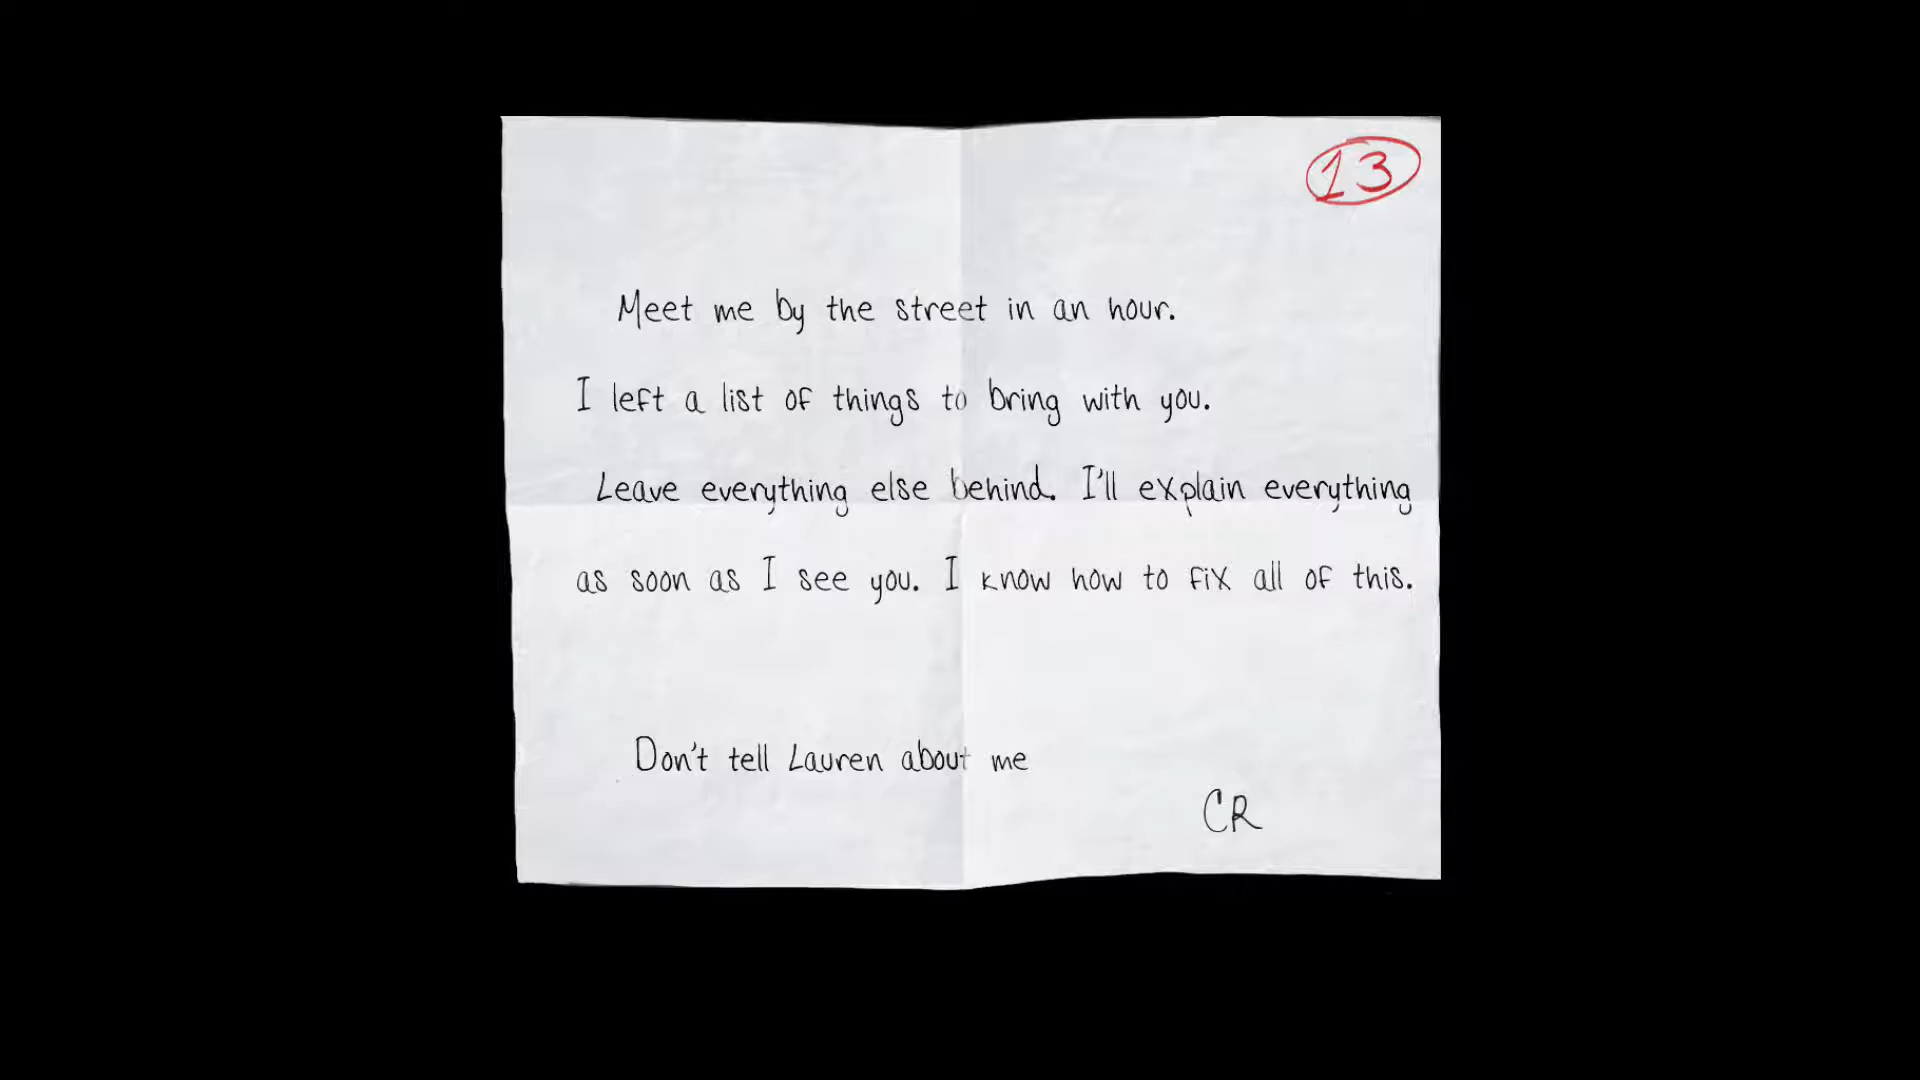 13
Meet me by the street in an hour.
I left a list of things to bring with you.
Leave everything else behind. I'll explain everything
as soon as I see you. I know how to fix all of this.
Don't tell Lauren about me
CR